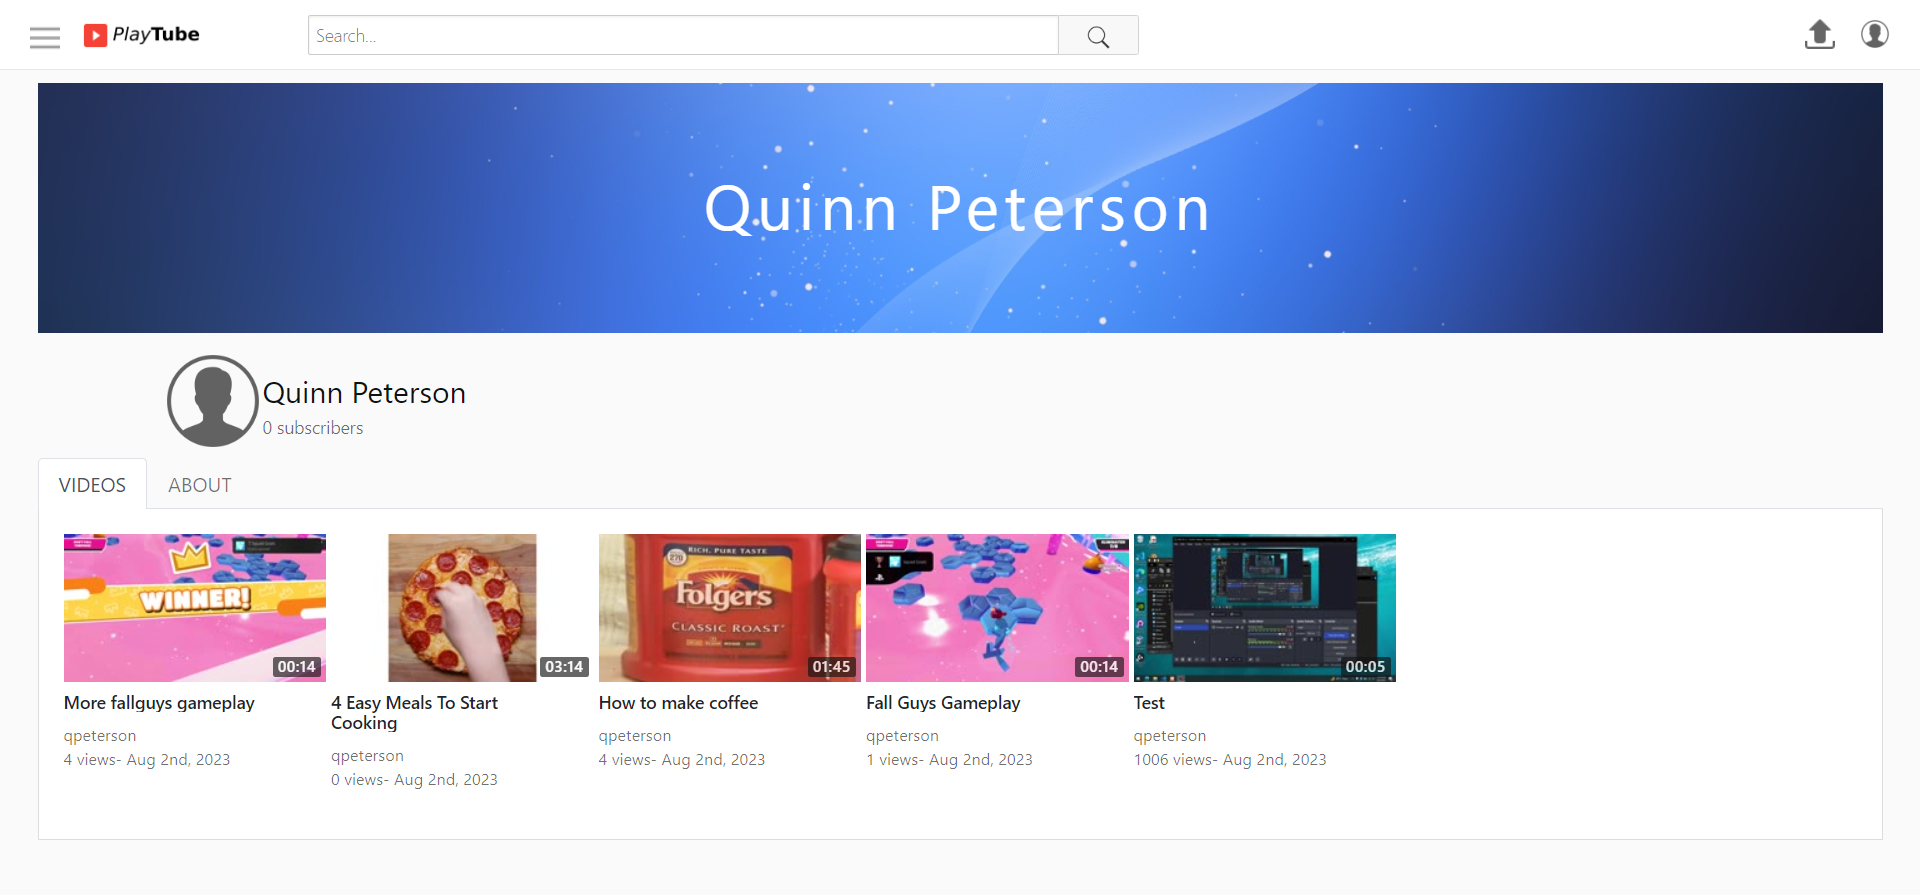 PlayTube
Search...
Quinn Peterson
Quinn Peterson
0 subscribers
VIDEOS
ABOUT
WINNER!
00:14
More fallguys gameplay
qpeterson
4 views- Aug 2nd, 2023
03:14
4 Easy Meals To Start
Cooking
qpeterson
0 views- Aug 2nd, 2023
RICH, PURE TASTE
270
Folgers
CLASSIC ROAST
01:45
How to make coffee
qpeterson
4 views- Aug 2nd, 2023
00:14
Fall Guys Gameplay
qpeterson
1 views- Aug 2nd, 2023
00:05
Test
qpeterson
1006 views- Aug 2nd, 2023